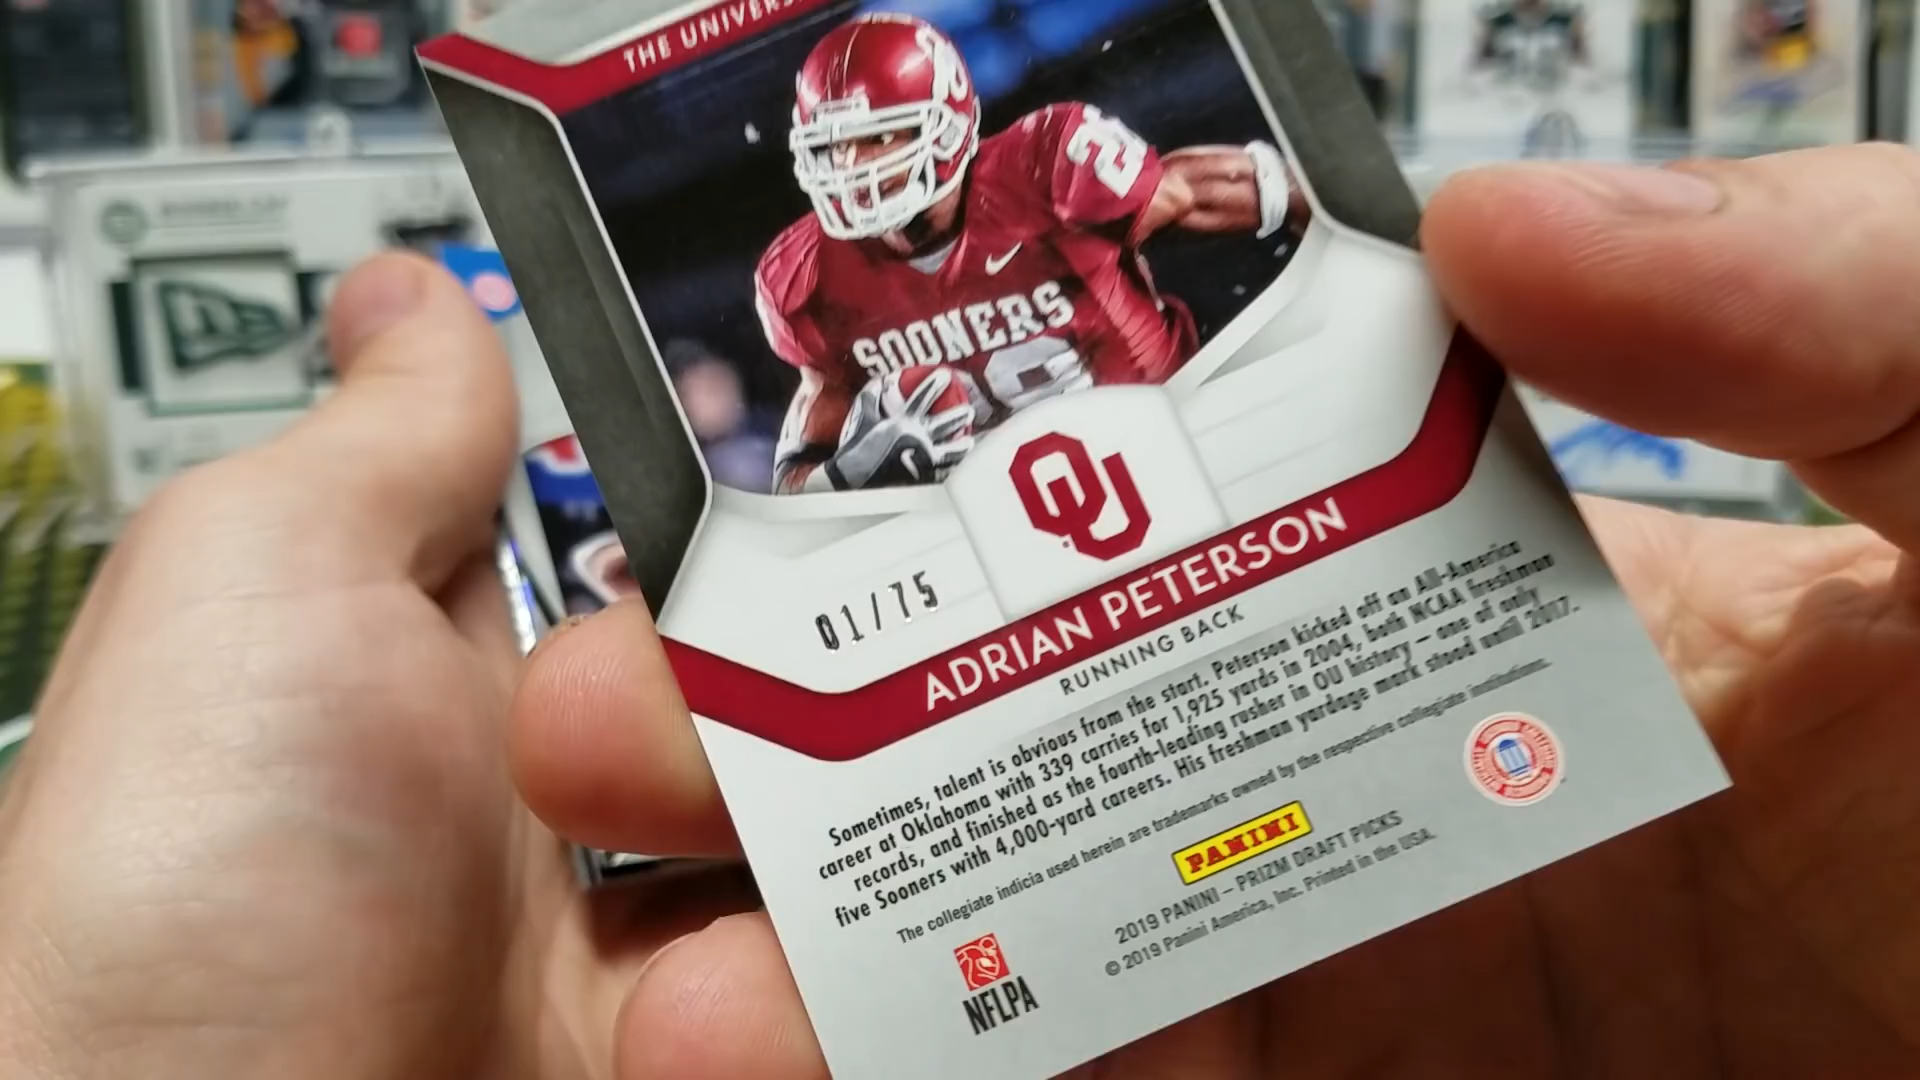 THE UNIVERS
28
SOONERS
28
OU
01/75
ADRIAN PETERSON
RUNNING BACK
Sometimes, talent is obvious from the start. Peterson kicked off an All-America
career at Oklahoma with 339 carries for 1,925 yards in 2004, both NCAA freshman
records, and finished as the fourth-leading rusher in OU history – one of only
five Sooners with 4,000-yard careers. His freshman yardage mark stood until 2017.
The collegiate indicia used herein are trademarks owned by the respective collegiate institutions.
PANINI
2019 PANINI – PRIZM DRAFT PICKS
© 2019 Panini America, Inc. Printed in the USA.
NFLPA